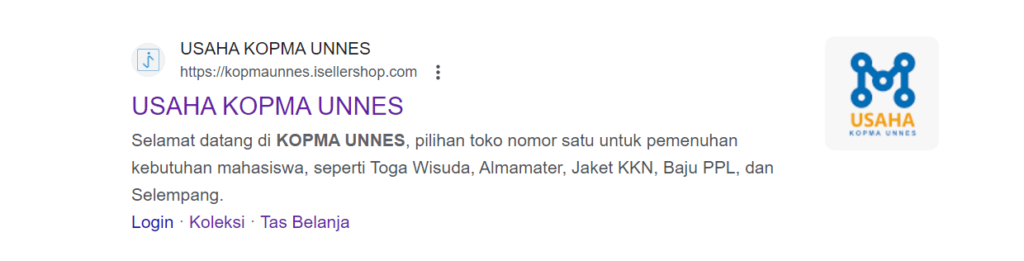 USAHA KOPMA UNNES
https://kopmaunnes.isellershop.com
USAHA KOPMA UNNES
Selamat datang di KOPMA UNNES, pilihan toko nomor satu untuk pemenuhan
kebutuhan mahasiswa, seperti Toga Wisuda, Almamater, Jaket KKN, Baju PPL, dan
Selempang.
Login · Koleksi · Tas Belanja
USAHA
KOPMA UNNES